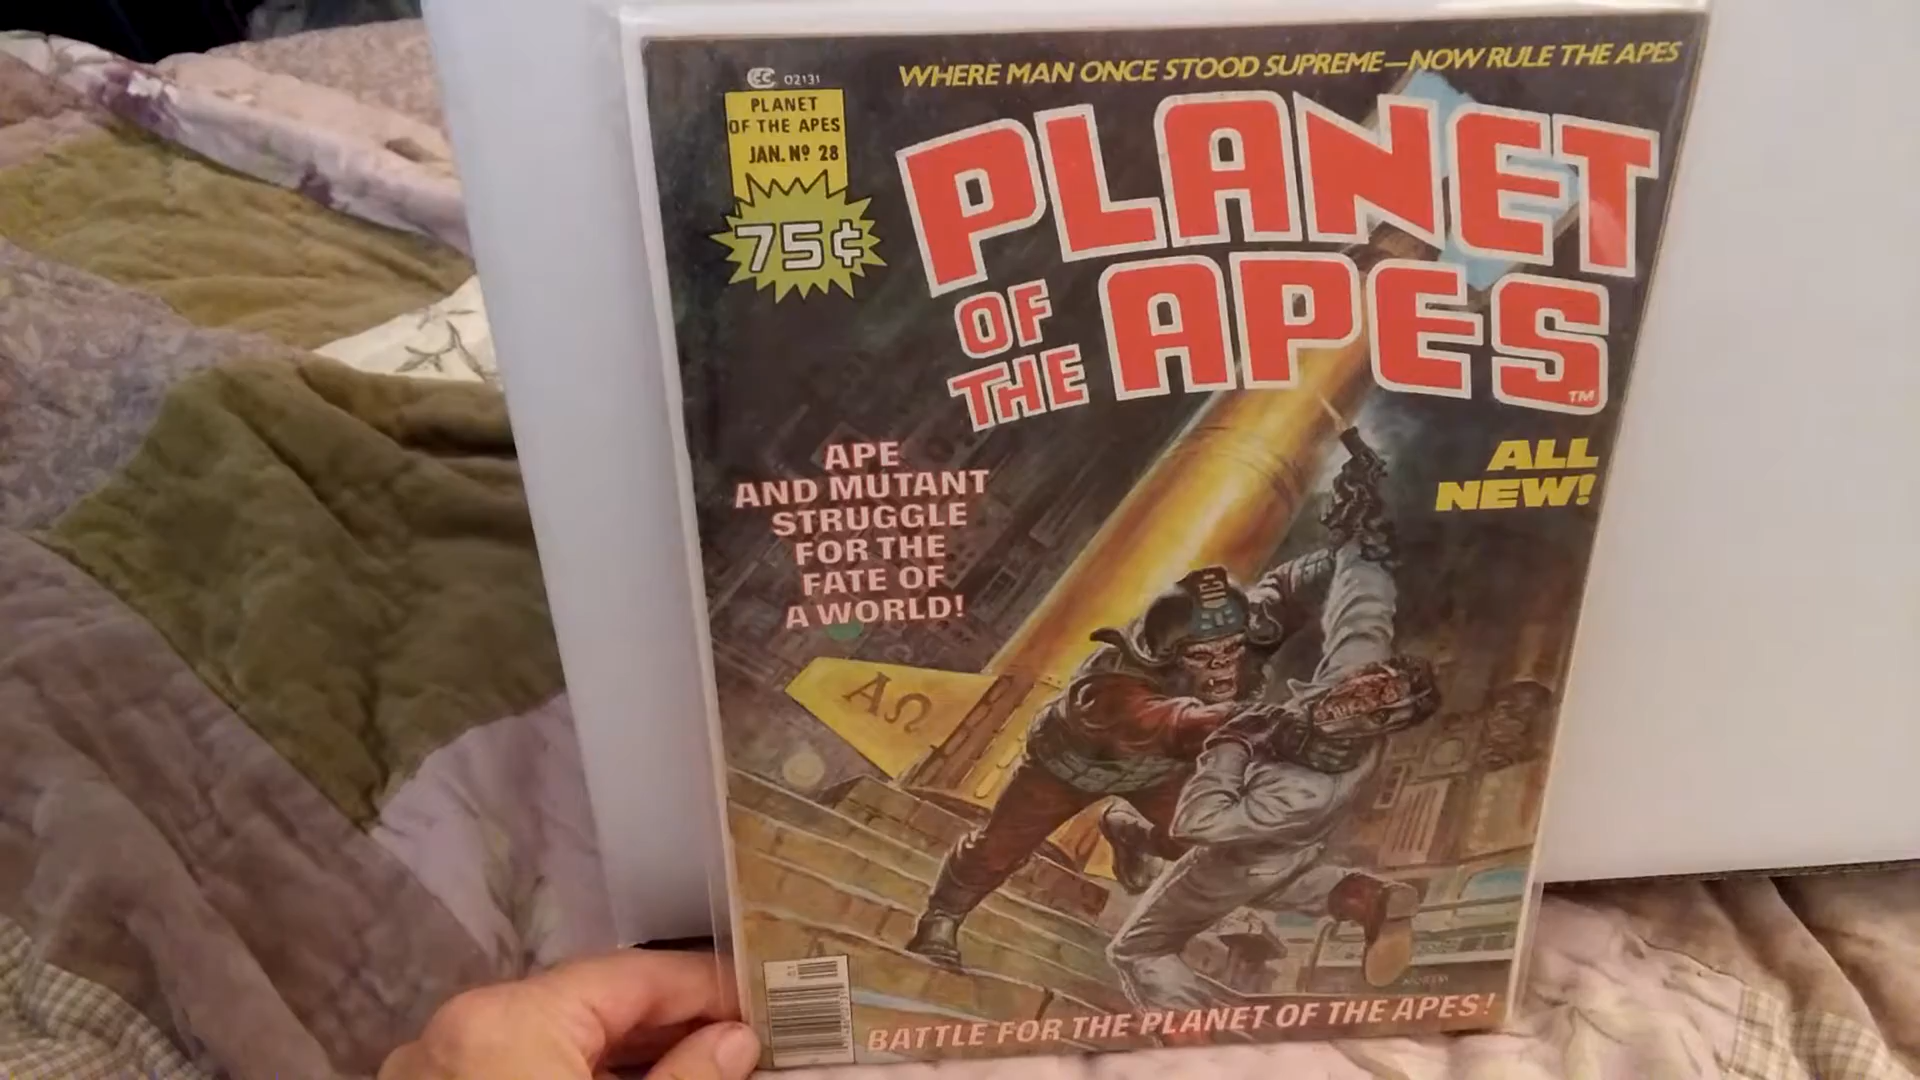 CC 02131
WHERE MAN ONCE STOOD SUPREME—NOW RULE THE APES
PLANET
OF THE APES
JAN. Nº 28
75¢
PLANET
OF
THE
APES
TM
ALL
NEW!
APE
AND MUTANT
STRUGGLE
FOR THE
FATE OF
A WORLD!
ΑΩ
BATTLE FOR THE PLANET OF THE APES!